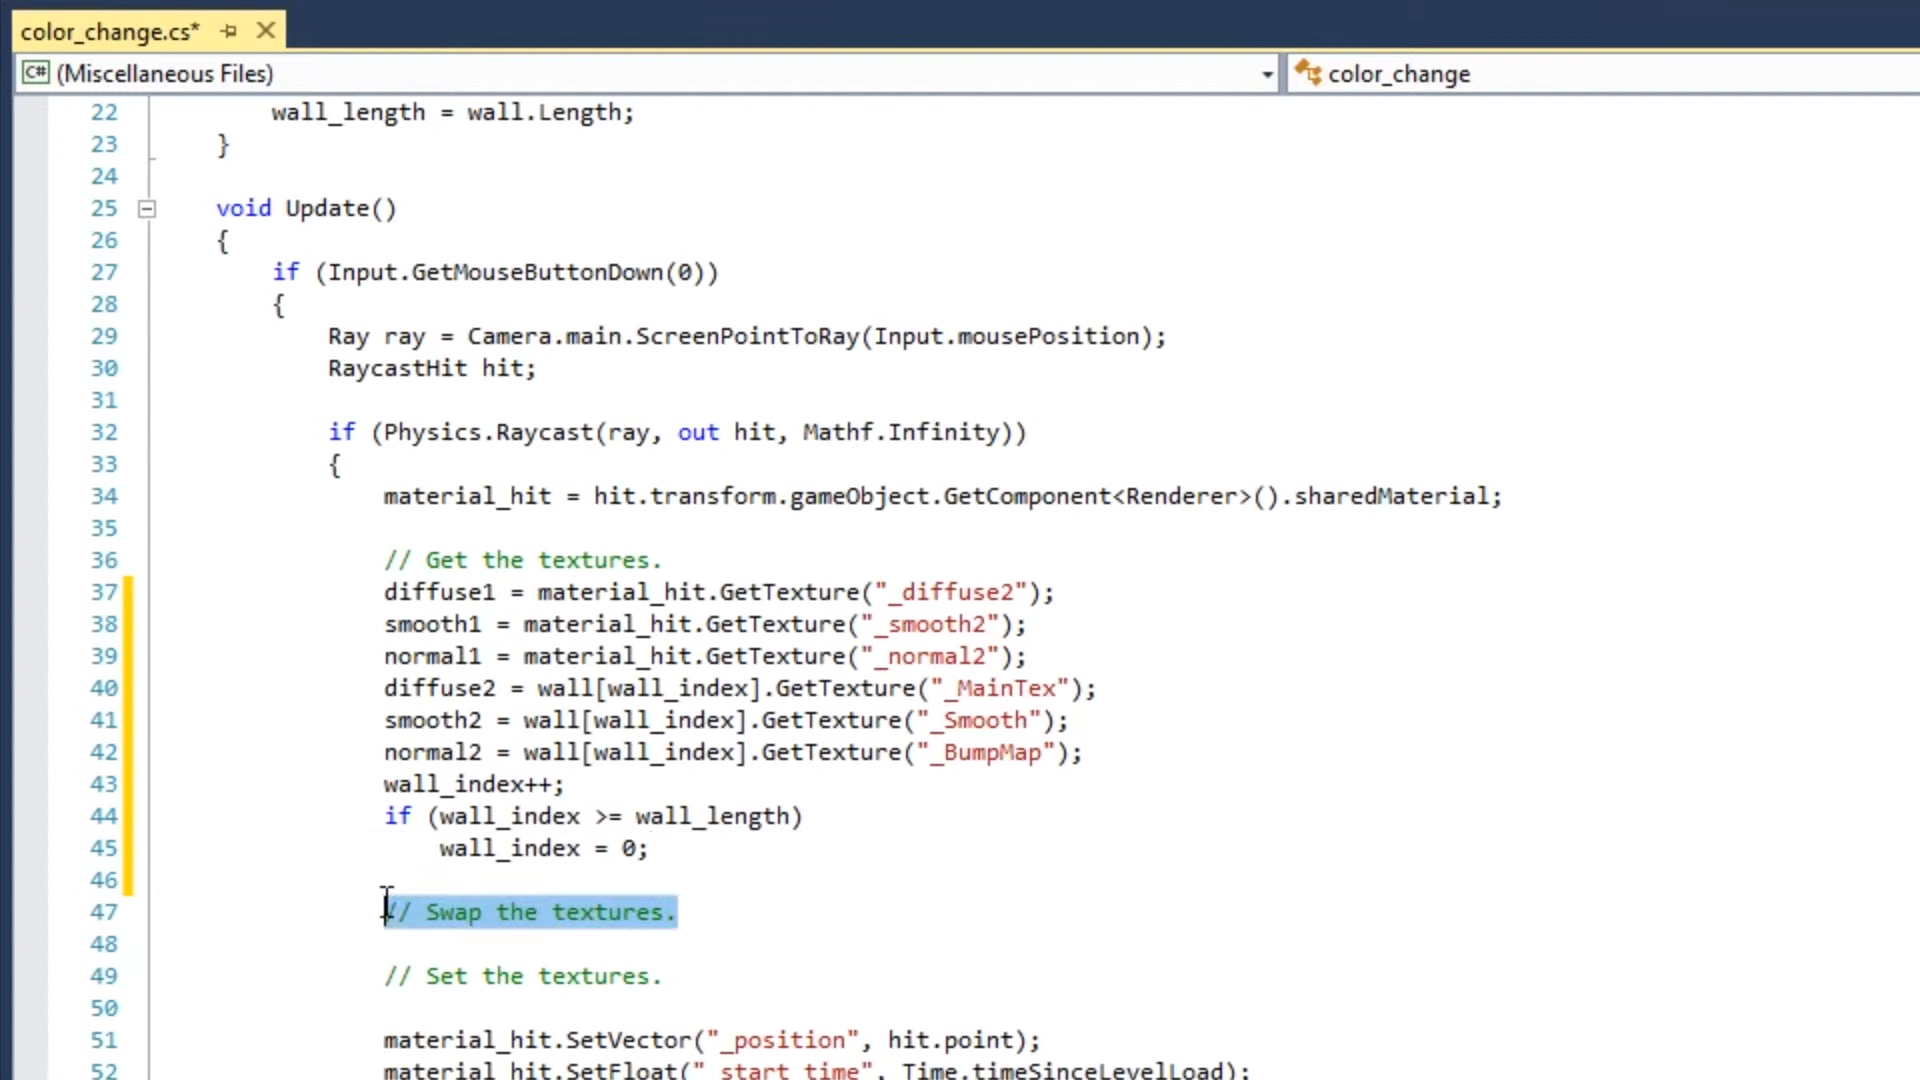 color_change.cs*
C# (Miscellaneous Files)
color_change
22 wall_length = wall.Length;
23 }
24
25 void Update()
26 {
27 if (Input.GetMouseButtonDown(0))
28 {
29 Ray ray = Camera.main.ScreenPointToRay(Input.mousePosition);
30 RaycastHit hit;
31
32 if (Physics.Raycast(ray, out hit, Mathf.Infinity))
33 {
34 material_hit = hit.transform.gameObject.GetComponent<Renderer>().sharedMaterial;
35
36 // Get the textures.
37 diffuse1 = material_hit.GetTexture("_diffuse2");
38 smooth1 = material_hit.GetTexture("_smooth2");
39 normal1 = material_hit.GetTexture("_normal2");
40 diffuse2 = wall[wall_index].GetTexture("_MainTex");
41 smooth2 = wall[wall_index].GetTexture("_Smooth");
42 normal2 = wall[wall_index].GetTexture("_BumpMap");
43 wall_index++;
44 if (wall_index >= wall_length)
45 wall_index = 0;
46
47 // Swap the textures.
48
49 // Set the textures.
50
51 material_hit.SetVector("_position", hit.point);
52 material_hit.SetFloat("_start_time", Time.timeSinceLevelLoad);